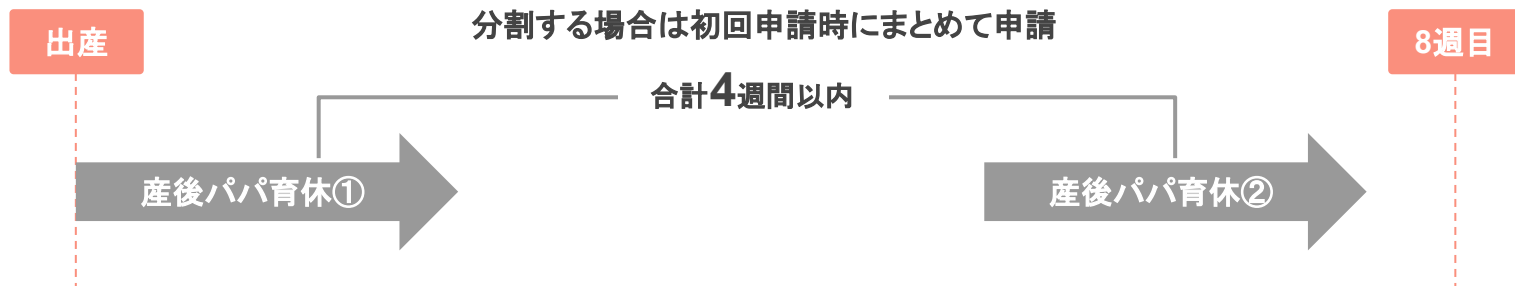 分割する場合は初回申請時にまとめて申請
出産
8週目
合計4週間以内
産後パパ育休①
産後パパ育休②